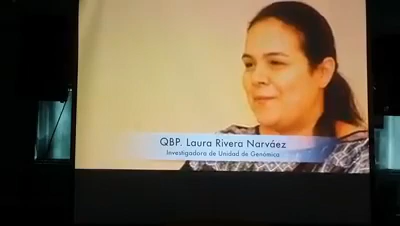 QBP. Laura Rivera Narváez
Investigadora de Unidad de Genómica